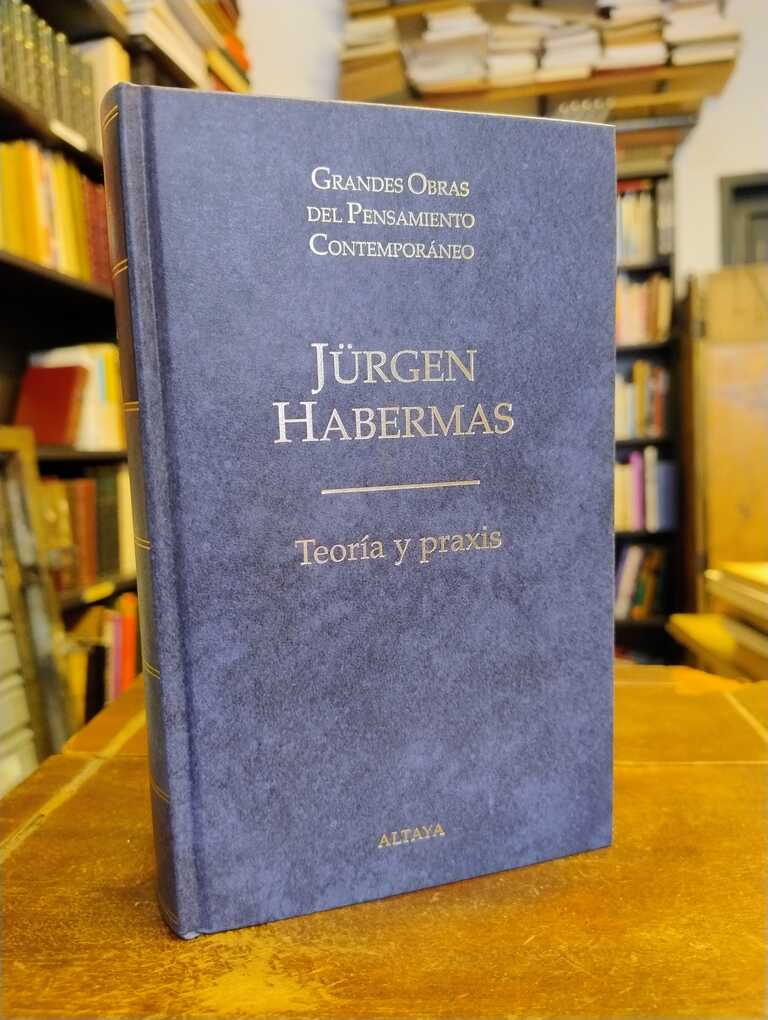 GRANDES OBRAS
DEL PENSAMIENTO
CONTEMPORÁNEO
JÜRGEN
HABERMAS
Teoría y praxis
ALTAYA